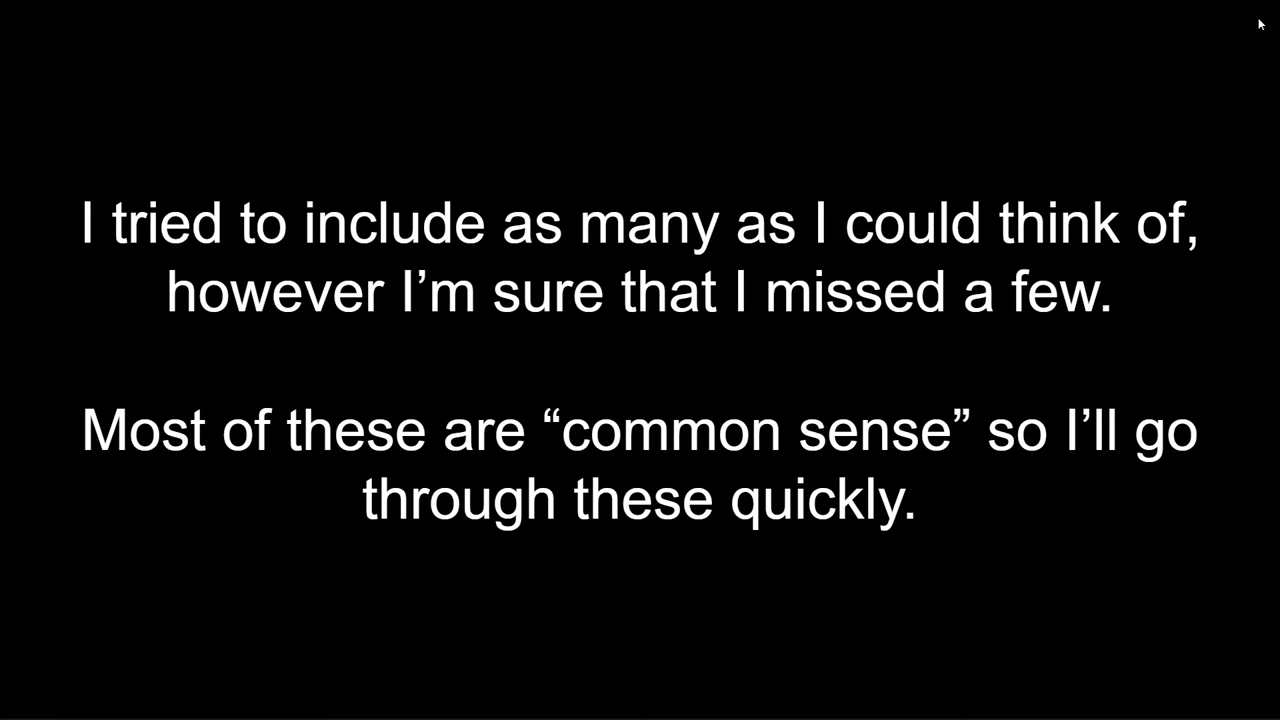 I tried to include as many as I could think of,
however I’m sure that I missed a few.
Most of these are “common sense” so I’ll go
through these quickly.